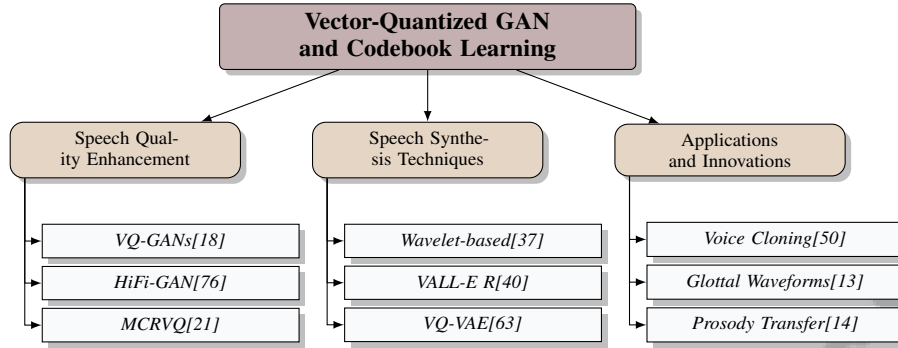 Vector-Quantized GAN
and Codebook Learning
Speech Qual-
ity Enhancement
Speech Synthe-
sis Techniques
Applications
and Innovations
VQ-GANs[18]
HiFi-GAN[76]
MCRVQ[21]
Wavelet-based[37]
VALL-E R[40]
VQ-VAE[63]
Voice Cloning[50]
Glottal Waveforms[13]
Prosody Transfer[14]